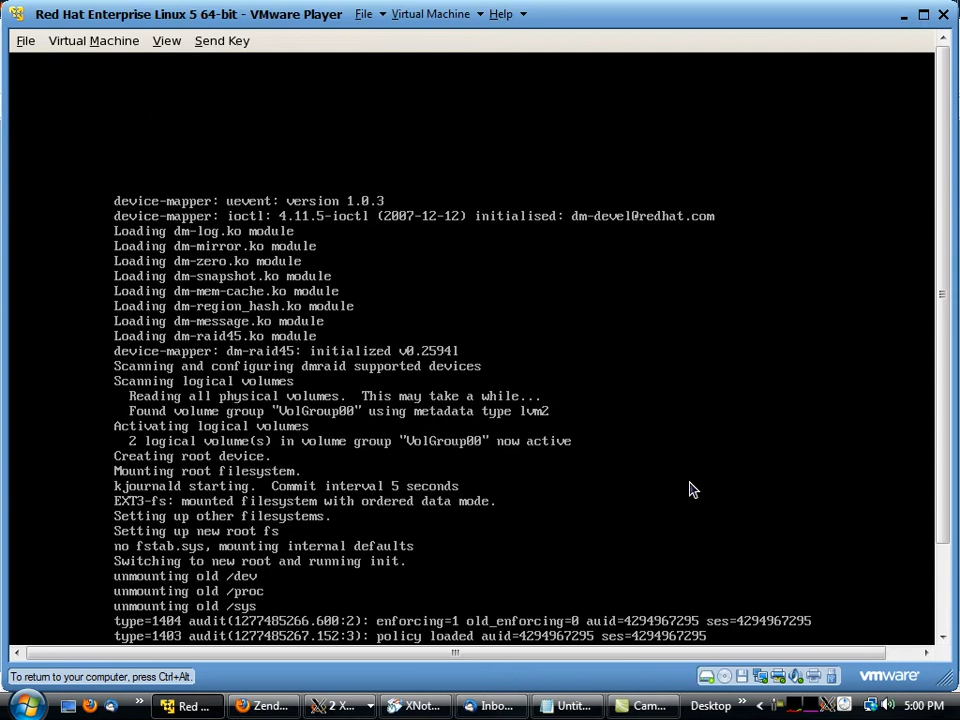 Red Hat Enterprise Linux 5 64-bit - VMware Player File Virtual Machine Help
File Virtual Machine View Send Key
device-mapper: uevent: version 1.0.3
device-mapper: ioctl: 4.11.5-ioctl (2007-12-12) initialised: dm-devel@redhat.com
Loading dm-log.ko module
Loading dm-mirror.ko module
Loading dm-zero.ko module
Loading dm-snapshot.ko module
Loading dm-mem-cache.ko module
Loading dm-region_hash.ko module
Loading dm-message.ko module
Loading dm-raid45.ko module
device-mapper: dm-raid45: initialized v0.2594l
Scanning and configuring dmraid supported devices
Scanning logical volumes
Reading all physical volumes.  This may take a while...
Found volume group "VolGroup00" using metadata type lvm2
Activating logical volumes
2 logical volume(s) in volume group "VolGroup00" now active
Creating root device.
Mounting root filesystem.
kjournald starting.  Commit interval 5 seconds
EXT3-fs: mounted filesystem with ordered data mode.
Setting up other filesystems.
Setting up new root fs
no fstab.sys, mounting internal defaults
Switching to new root and running init.
unmounting old /dev
unmounting old /proc
unmounting old /sys
type=1404 audit(1277485266.600:2): enforcing=1 old_enforcing=0 auid=4294967295 ses=4294967295
type=1403 audit(1277485267.152:3): policy loaded auid=4294967295 ses=4294967295
To return to your computer, press Ctrl+Alt. vmware
Red ... Zend... 2 X... XNot... Inbo... Untit... Cam... Desktop 5:00 PM